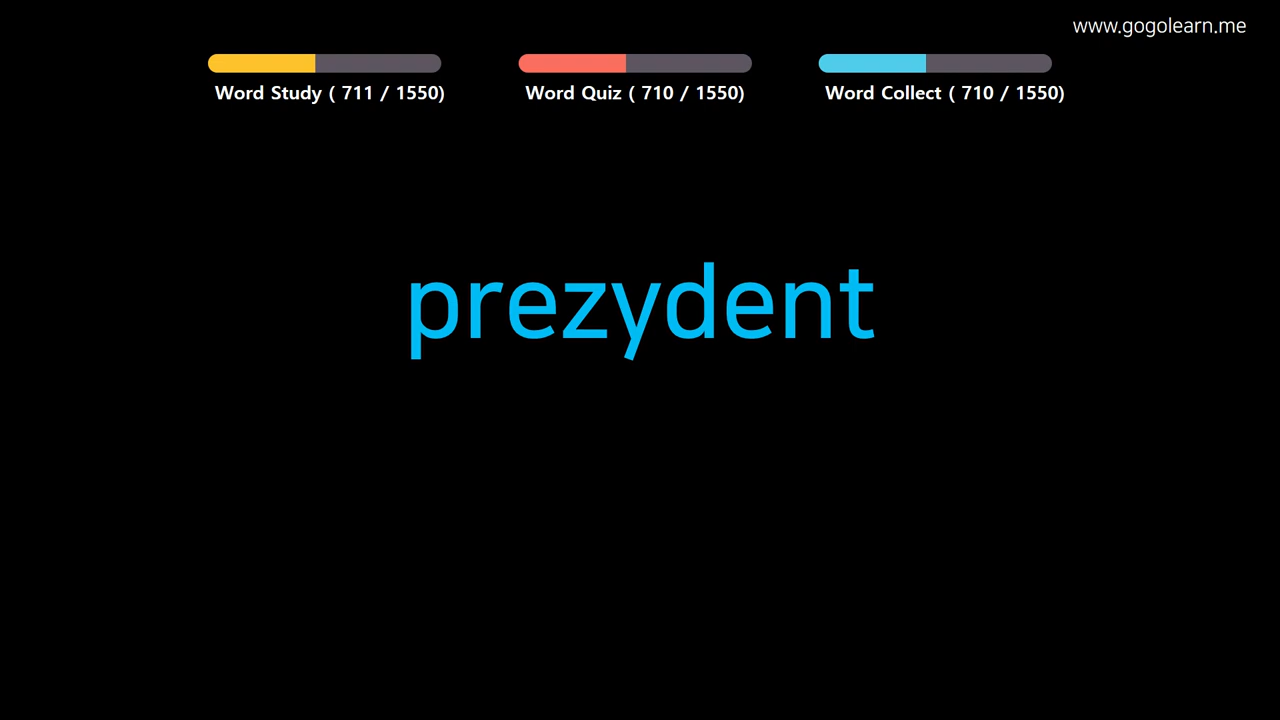 www.gogolearn.me
Word Study ( 711 / 1550)
Word Quiz ( 710 / 1550)
Word Collect ( 710 / 1550)
prezydent